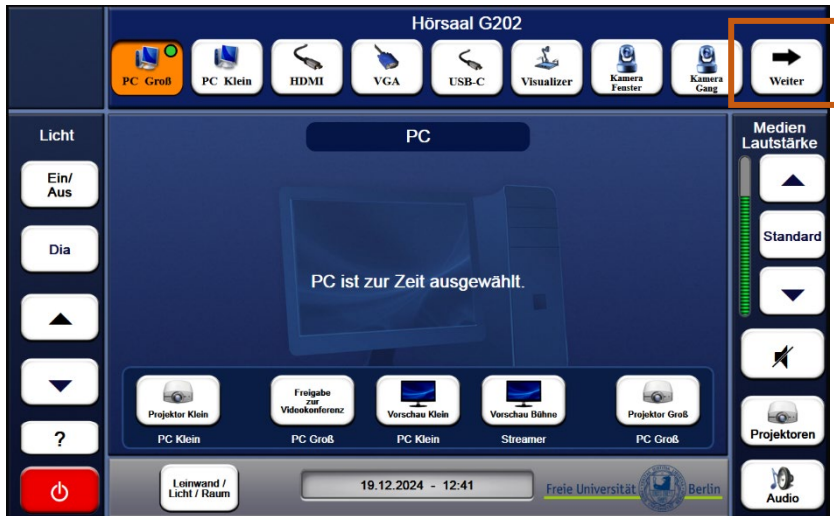 Hörsaal G202
PC Groß
PC Klein
HDMI
VGA
USB-C
Visualizer
Kamera
Fenster
Kamera
Gang
Weiter
Licht
Ein/
Aus
Dia
?
PC
PC ist zur Zeit ausgewählt.
Projektor Klein
Freigabe
zur
Videokonferenz
Vorschau Klein
Vorschau Bühne
Projektor Groß
PC Klein
PC Groß
PC Klein
Streamer
PC Groß
Medien
Lautstärke
Standard
Projektoren
Audio
Leinwand /
Licht / Raum
19.12.2024 - 12:41
Freie Universität Berlin